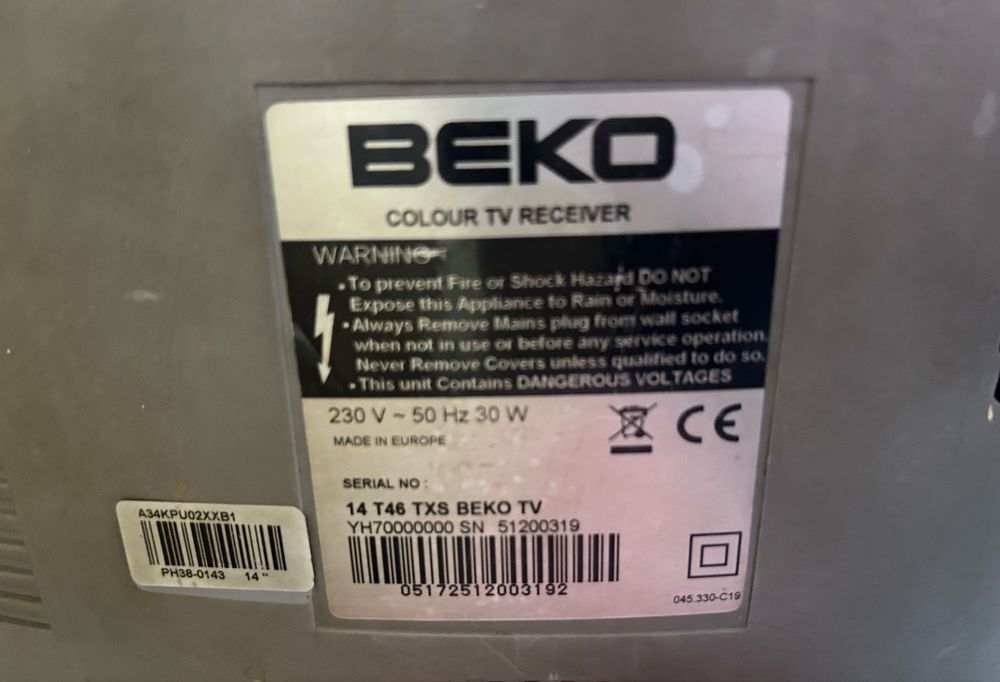 BEKO
COLOUR TV RECEIVER
WARNING
• To prevent Fire or Shock Hazard DO NOT
Expose this Appliance to Rain or Moisture.
• Always Remove Mains plug from wall socket
when not in use or before any service operation.
Never Remove Covers unless qualified to do so.
• This unit Contains DANGEROUS VOLTAGES
230 V ~ 50 Hz 30 W
CE
MADE IN EUROPE
SERIAL NO :
14 T46 TXS BEKO TV
YH70000000 SN 51200319
05172512003192
045.330-C19
A34KPU02XXB1
PH38-0143 14 "